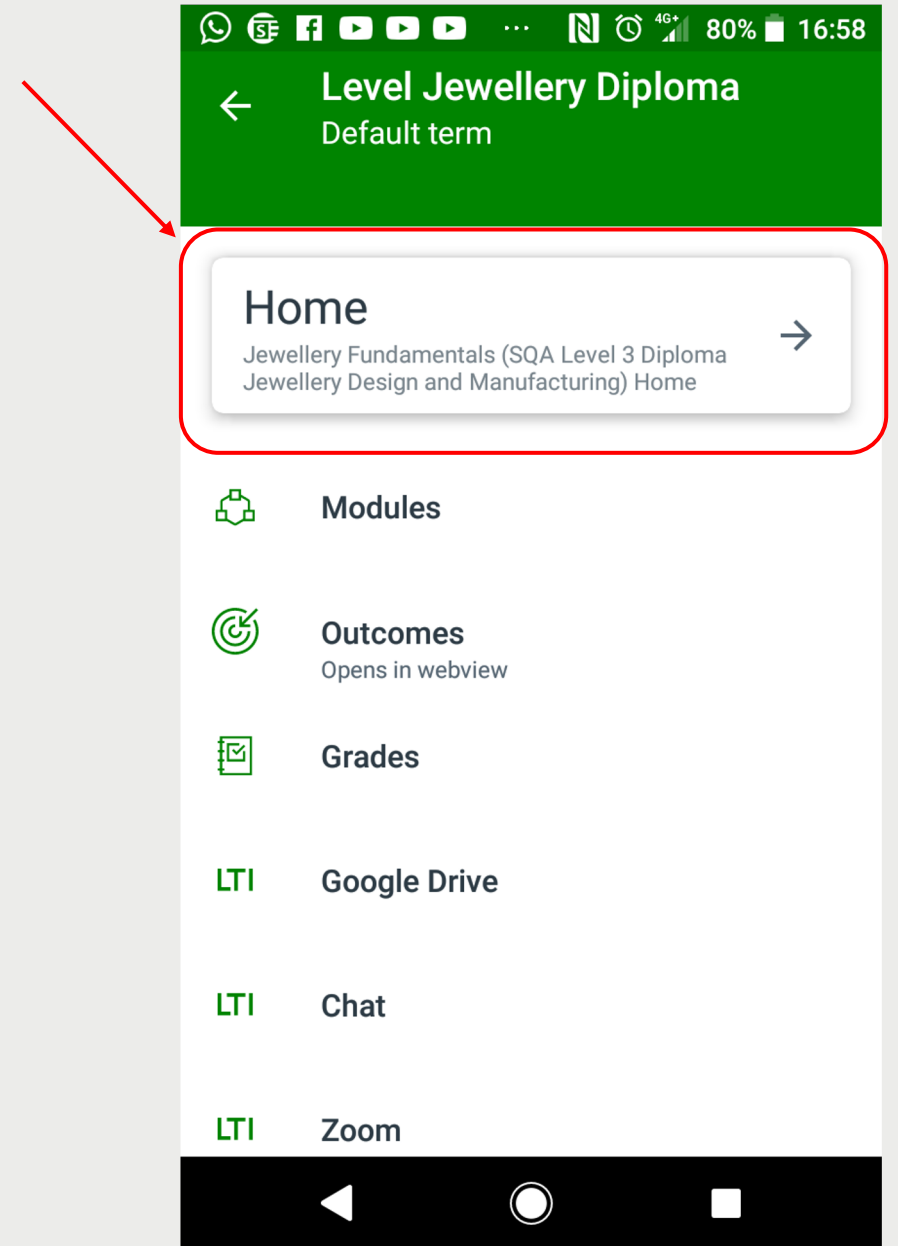 4G+ 80% 16:58
Level Jewellery Diploma
Default term
Home
Jewellery Fundamentals (SQA Level 3 Diploma
Jewellery Design and Manufacturing) Home
Modules
Outcomes
Opens in webview
Grades
LTI Google Drive
LTI Chat
LTI Zoom